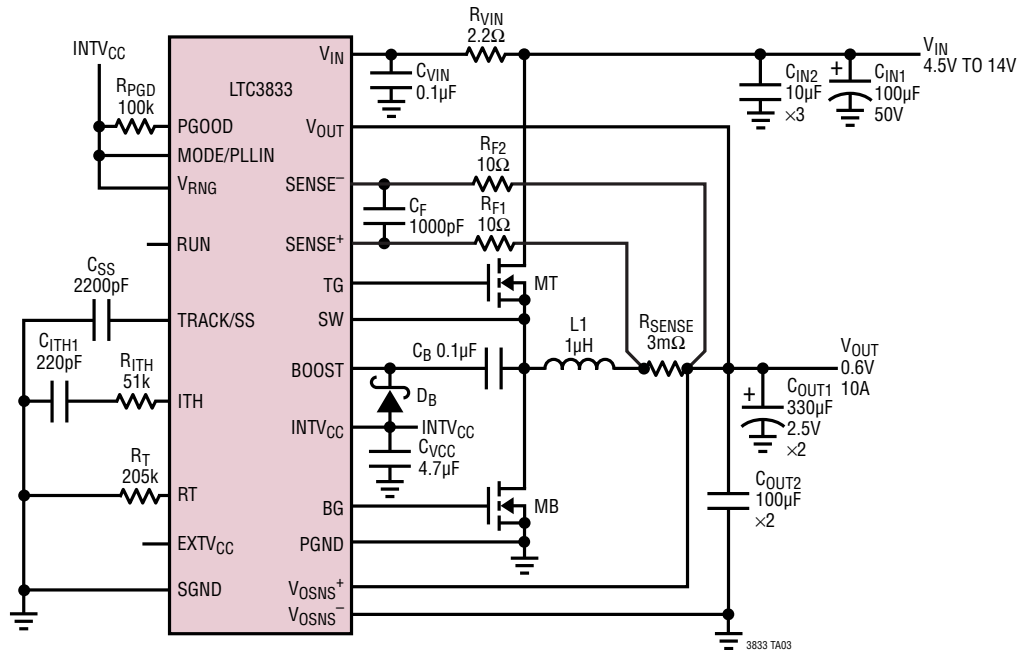 INTVCC
RPGD
100k
LTC3833
VIN
PGOOD
MODE/PLLIN
VRNG
RUN
CSS
2200pF
TRACK/SS
CITH1
220pF
RITH
51k
ITH
RT
205k
RT
EXTVCC
SGND
VOUT
SENSE–
SENSE+
TG
SW
BOOST
INTVCC
BG
PGND
VOSNS+
VOSNS–
RVIN
2.2Ω
CVIN
0.1µF
VIN
4.5V TO 14V
CIN2
10µF
×3
+
CIN1
100µF
50V
RF2
10Ω
RF1
10Ω
CF
1000pF
MT
CB 0.1µF
L1
1µH
RSENSE
3mΩ
VOUT
0.6V
10A
DB
INTVCC
CVCC
4.7µF
+
COUT1
330µF
2.5V
×2
COUT2
100µF
×2
MB
3833 TA03